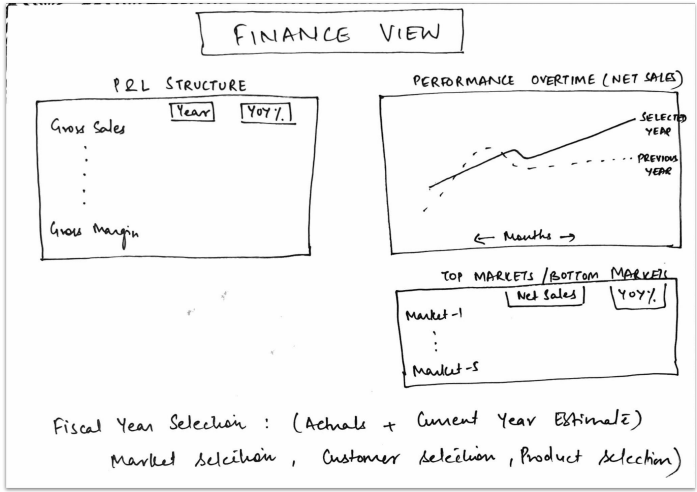 FINANCE VIEW
P&L STRUCTURE
Year YOY%
Gross Sales
Gross Margin
PERFORMANCE OVERTIME (NET SALES)
SELECTED
YEAR
PREVIOUS
YEAR
← Months →
TOP MARKETS / BOTTOM MARKETS
Net Sales YOY%
Market-1
Market-5
Fiscal Year Selection : (Actuals + Current Year Estimate)
Market selection, Customer selection, Product selection)